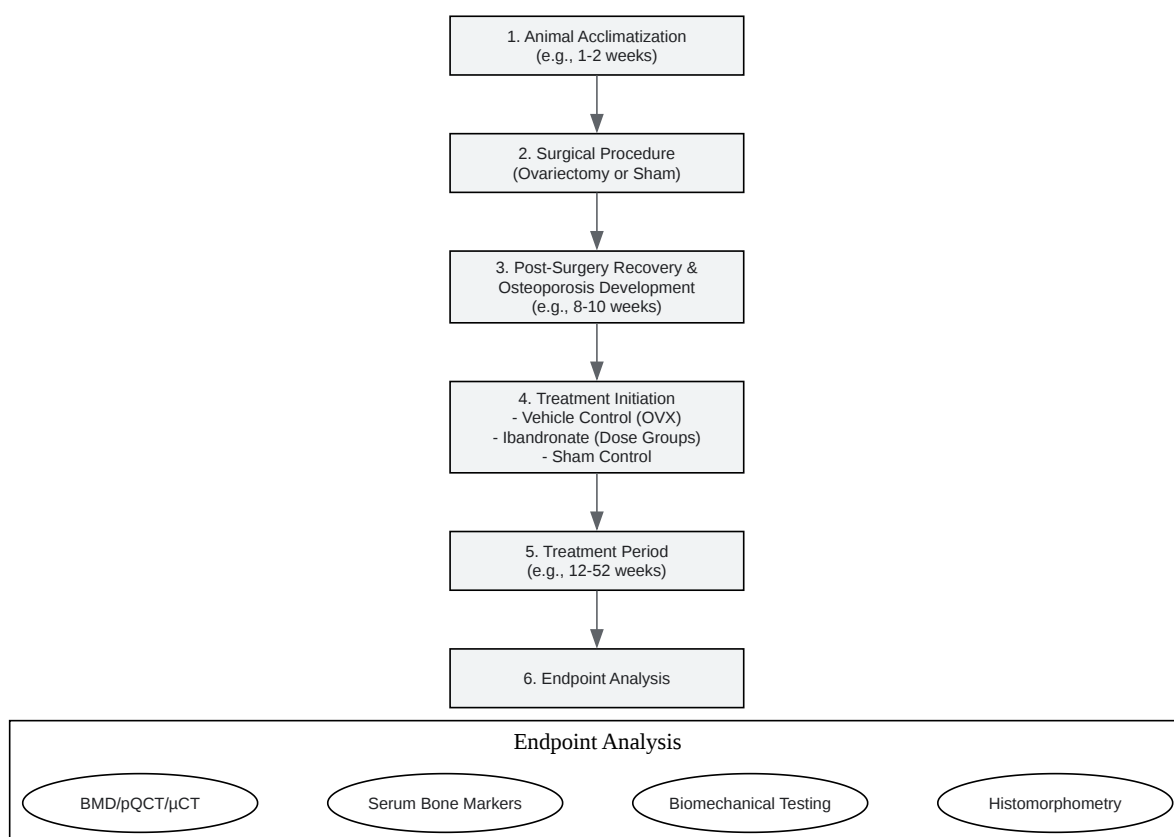 1. Animal Acclimatization
(e.g., 1-2 weeks)
2. Surgical Procedure
(Ovariectomy or Sham)
3. Post-Surgery Recovery &
Osteoporosis Development
(e.g., 8-10 weeks)
4. Treatment Initiation
- Vehicle Control (OVX)
- Ibandronate (Dose Groups)
- Sham Control
5. Treatment Period
(e.g., 12-52 weeks)
6. Endpoint Analysis
Endpoint Analysis
BMD/pQCT/µCT
Serum Bone Markers
Biomechanical Testing
Histomorphometry